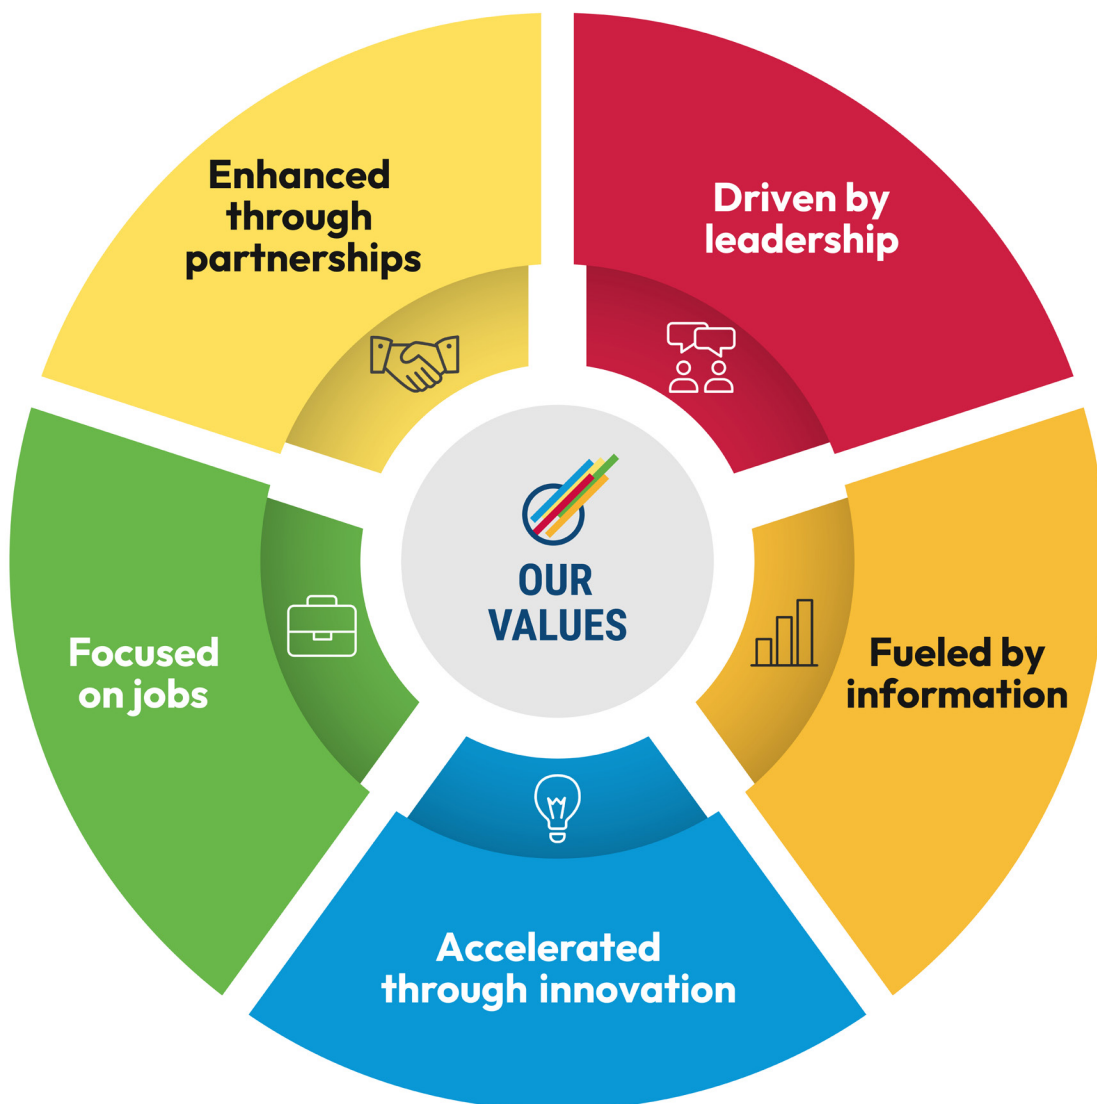 Enhanced
through
partnerships
Driven by
leadership
OUR
VALUES
Focused
on jobs
Fueled by
information
Accelerated
through innovation